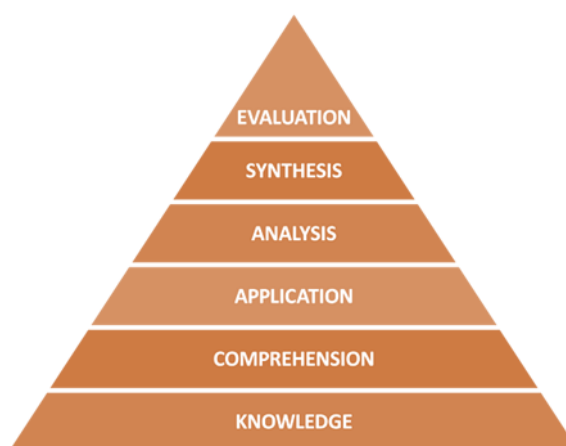 EVALUATION
SYNTHESIS
ANALYSIS
APPLICATION
COMPREHENSION
KNOWLEDGE